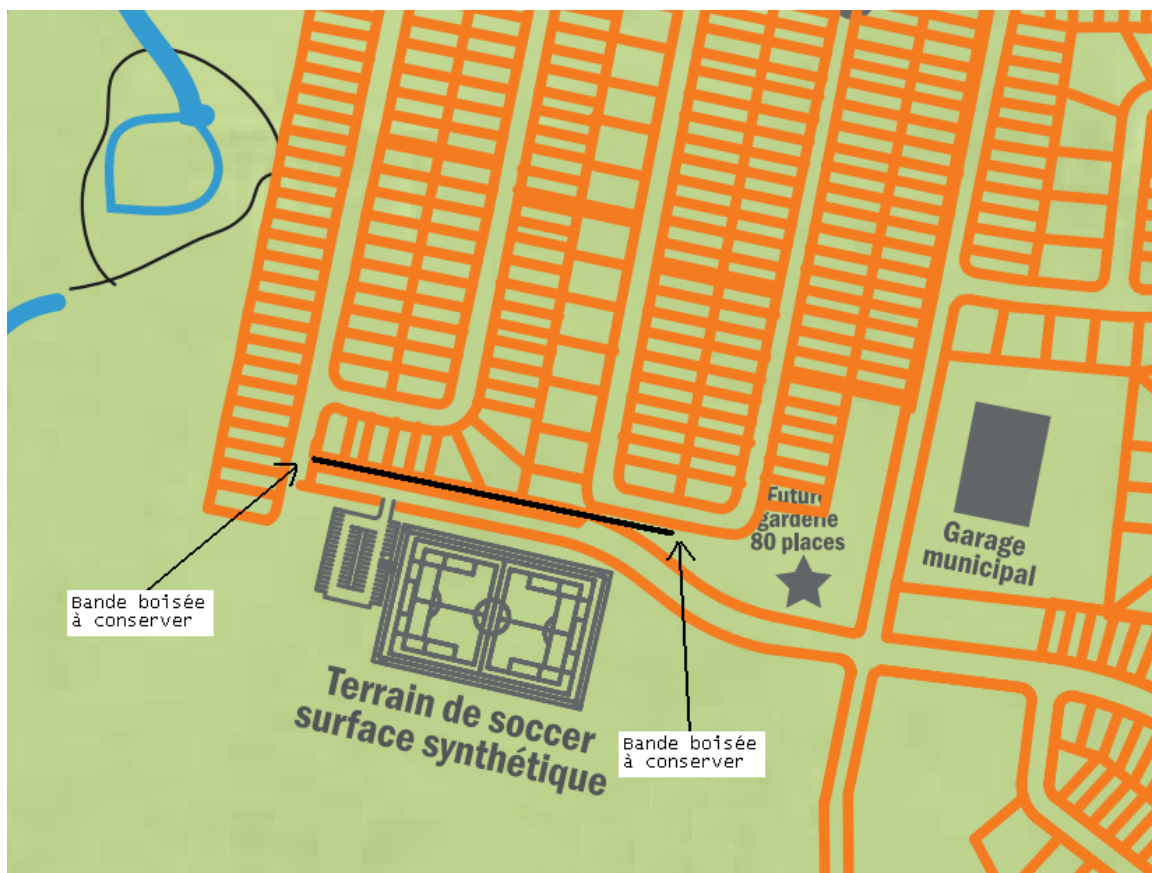 Future
garderie
80 places
Garage
municipal
Bande boisée
à conserver
Terrain de soccer
surface synthétique
Bande boisée
à conserver